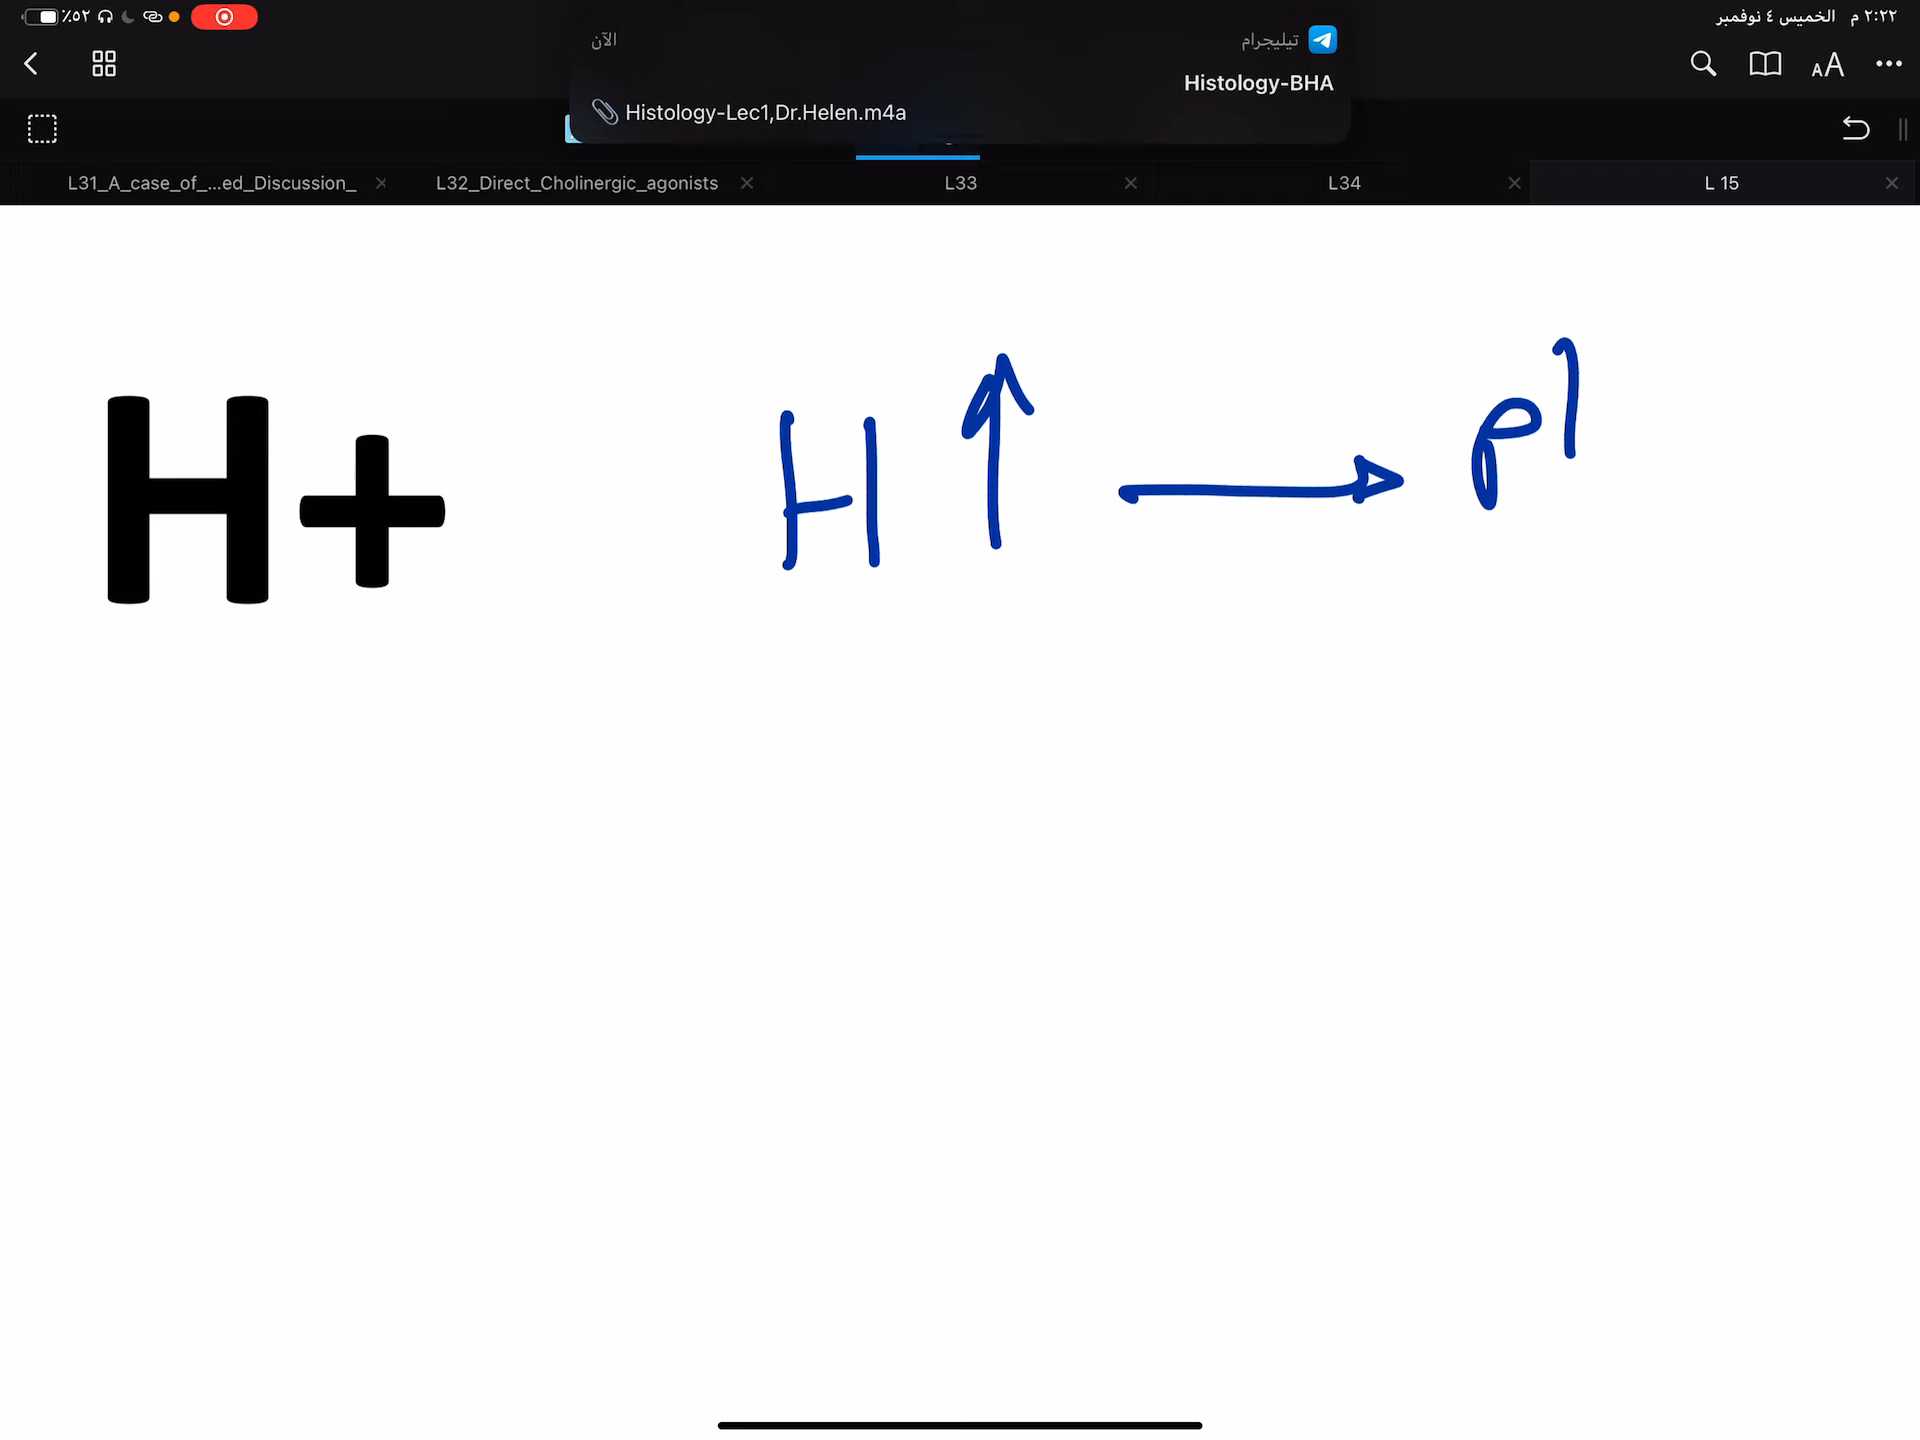 ٪٥٢
٢:٢٢ م الخميس ٤ نوفمبر
تيليجرام
الآن
Histology-BHA
Histology-Lec1,Dr.Helen.m4a
AA
L31_A_case_of_...ed_Discussion_
L32_Direct_Cholinergic_agonists
L33
L34
L 15
H+ H ↑ → P